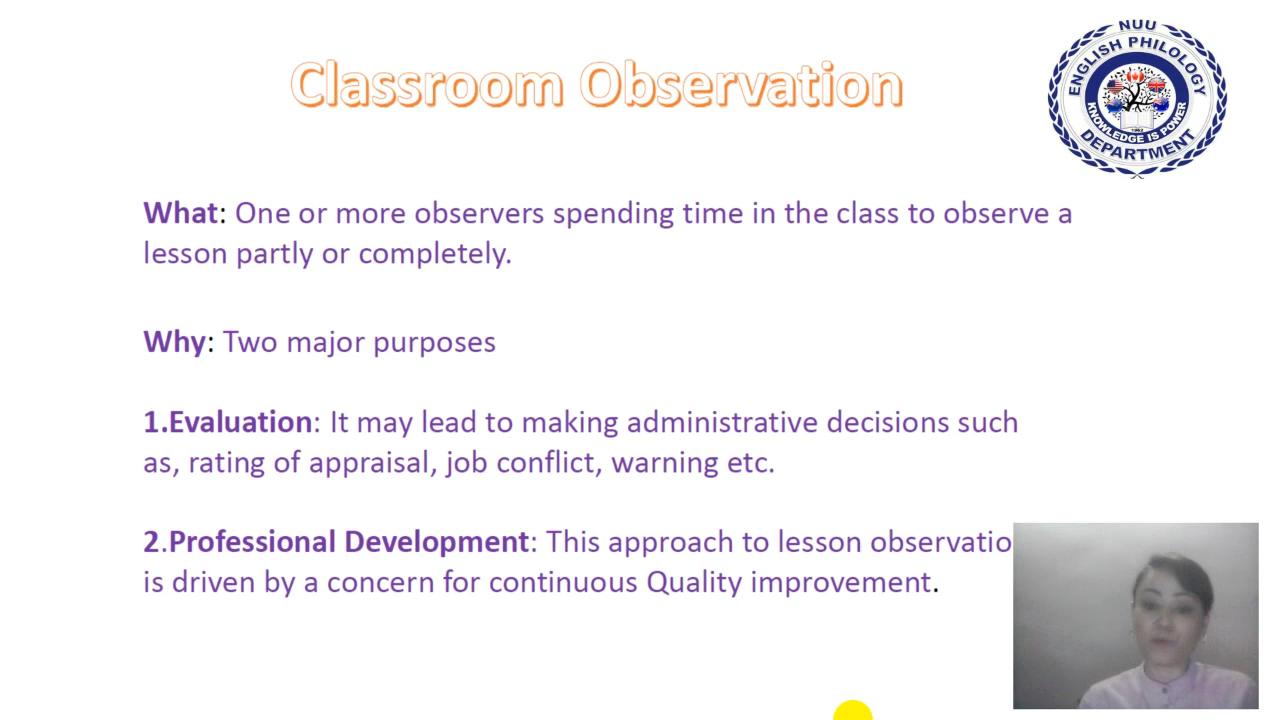 Classroom Observation
NUU
ENGLISH PHILOLOGY
KNOWLEDGE IS POWER
1962
DEPARTMENT
What: One or more observers spending time in the class to observe a
lesson partly or completely.
Why: Two major purposes
1.Evaluation: It may lead to making administrative decisions such
as, rating of appraisal, job conflict, warning etc.
2.Professional Development: This approach to lesson observatio
is driven by a concern for continuous Quality improvement.